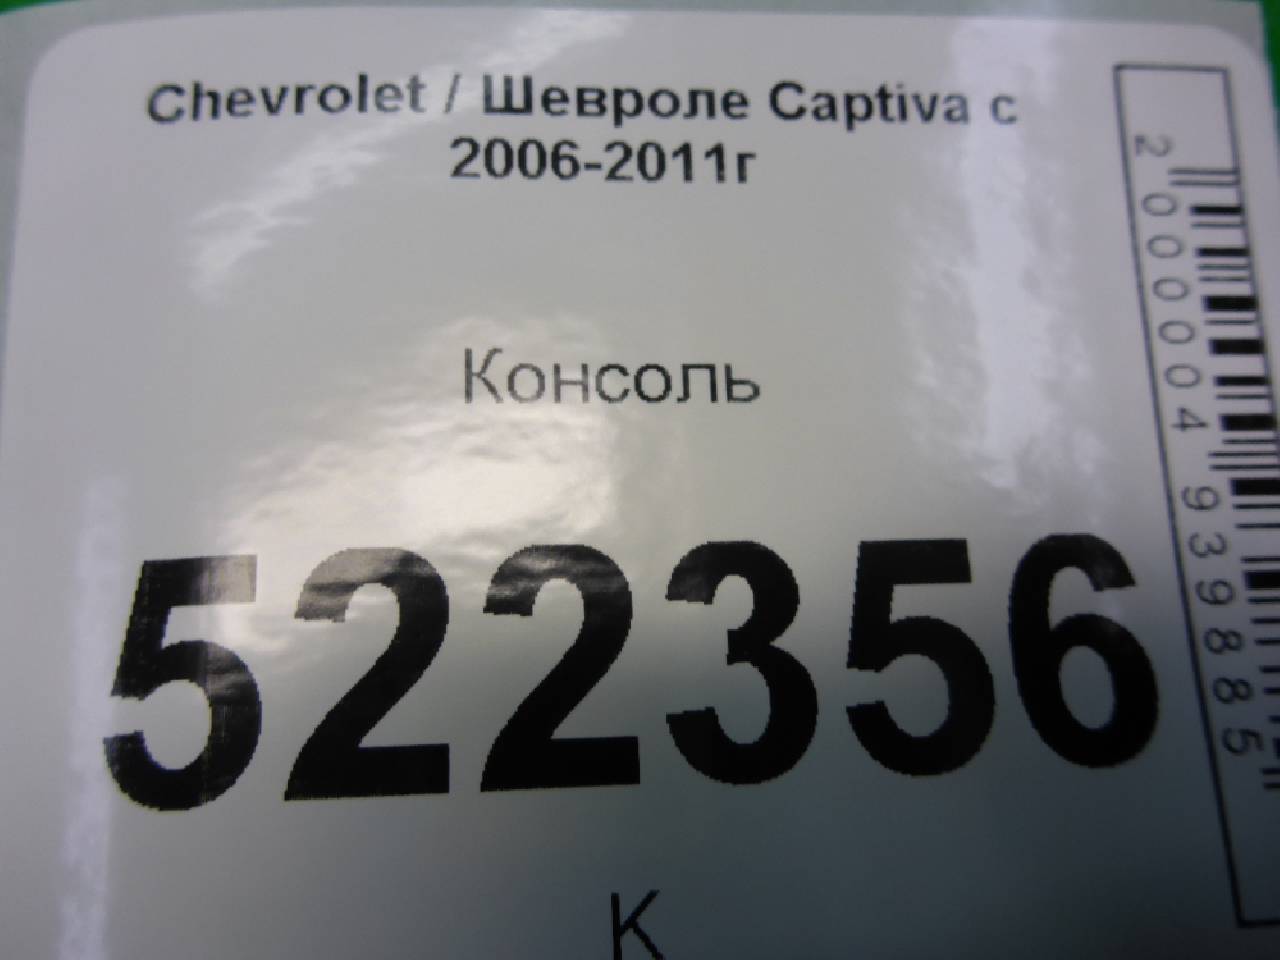 Chevrolet / Шевроле Captiva с
2006-2011г
Консоль
522356
К
2000004939885